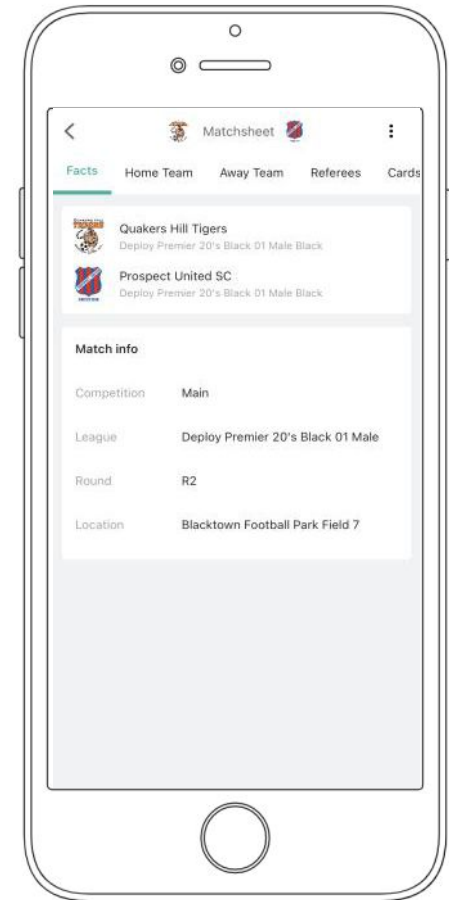 Matchsheet
Facts Home Team Away Team Referees Cards
TIGERS
Quakers Hill Tigers
Deploy Premier 20's Black 01 Male Black
Prospect United SC
Deploy Premier 20's Black 01 Male Black
Match info
Competition Main
League Deploy Premier 20's Black 01 Male
Round R2
Location Blacktown Football Park Field 7